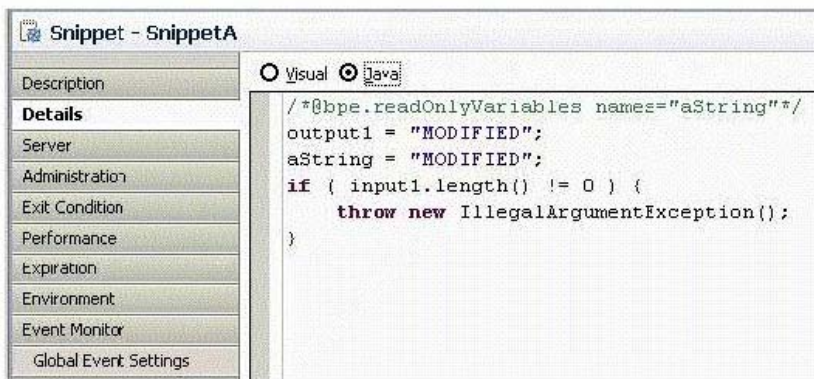 Snippet - SnippetA
Description
Details
Server
Administration
Exit Condition
Performance
Expiration
Environment
Event Monitor
Global Event Settings
Visual Java
/*@bpe.readOnlyVariables names="aString"*/
output1 = "MODIFIED";
aString = "MODIFIED";
if ( input1.length() != 0 ) {
    throw new IllegalArgumentException();
}